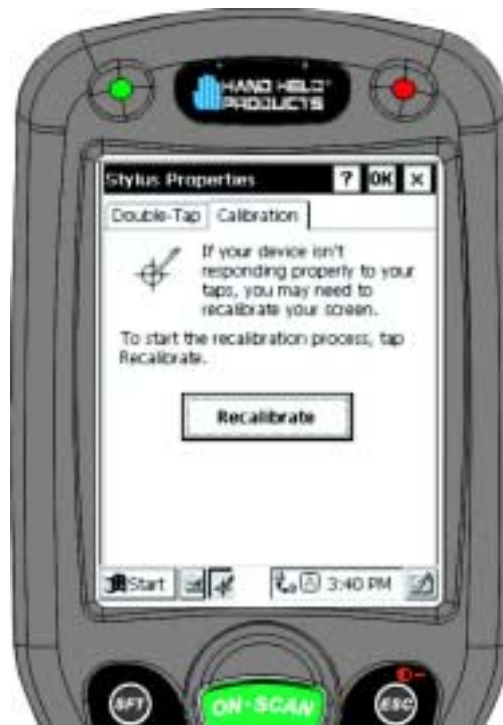 HAND HELD
PRODUCTS
Stylus Properties ? OK ×
Double-Tap Calibration
If your device isn't
responding properly to your
taps, you may need to
recalibrate your screen.
To start the recalibration process, tap
Recalibrate.
Recalibrate
Start 3:40 PM
SFT ON·SCAN ESC